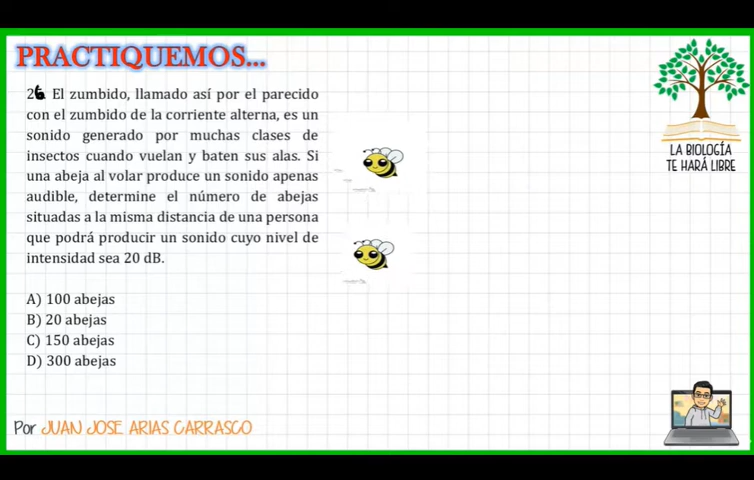 PRACTIQUEMOS...
26. El zumbido, llamado así por el parecido
con el zumbido de la corriente alterna, es un
sonido generado por muchas clases de
insectos cuando vuelan y baten sus alas. Si
una abeja al volar produce un sonido apenas
audible, determine el número de abejas
situadas a la misma distancia de una persona
que podrá producir un sonido cuyo nivel de
intensidad sea 20 dB.
A) 100 abejas
B) 20 abejas
C) 150 abejas
D) 300 abejas
LA BIOLOGÍA
TE HARÁ LIBRE
Por JUAN JOSE ARIAS CARRASCO